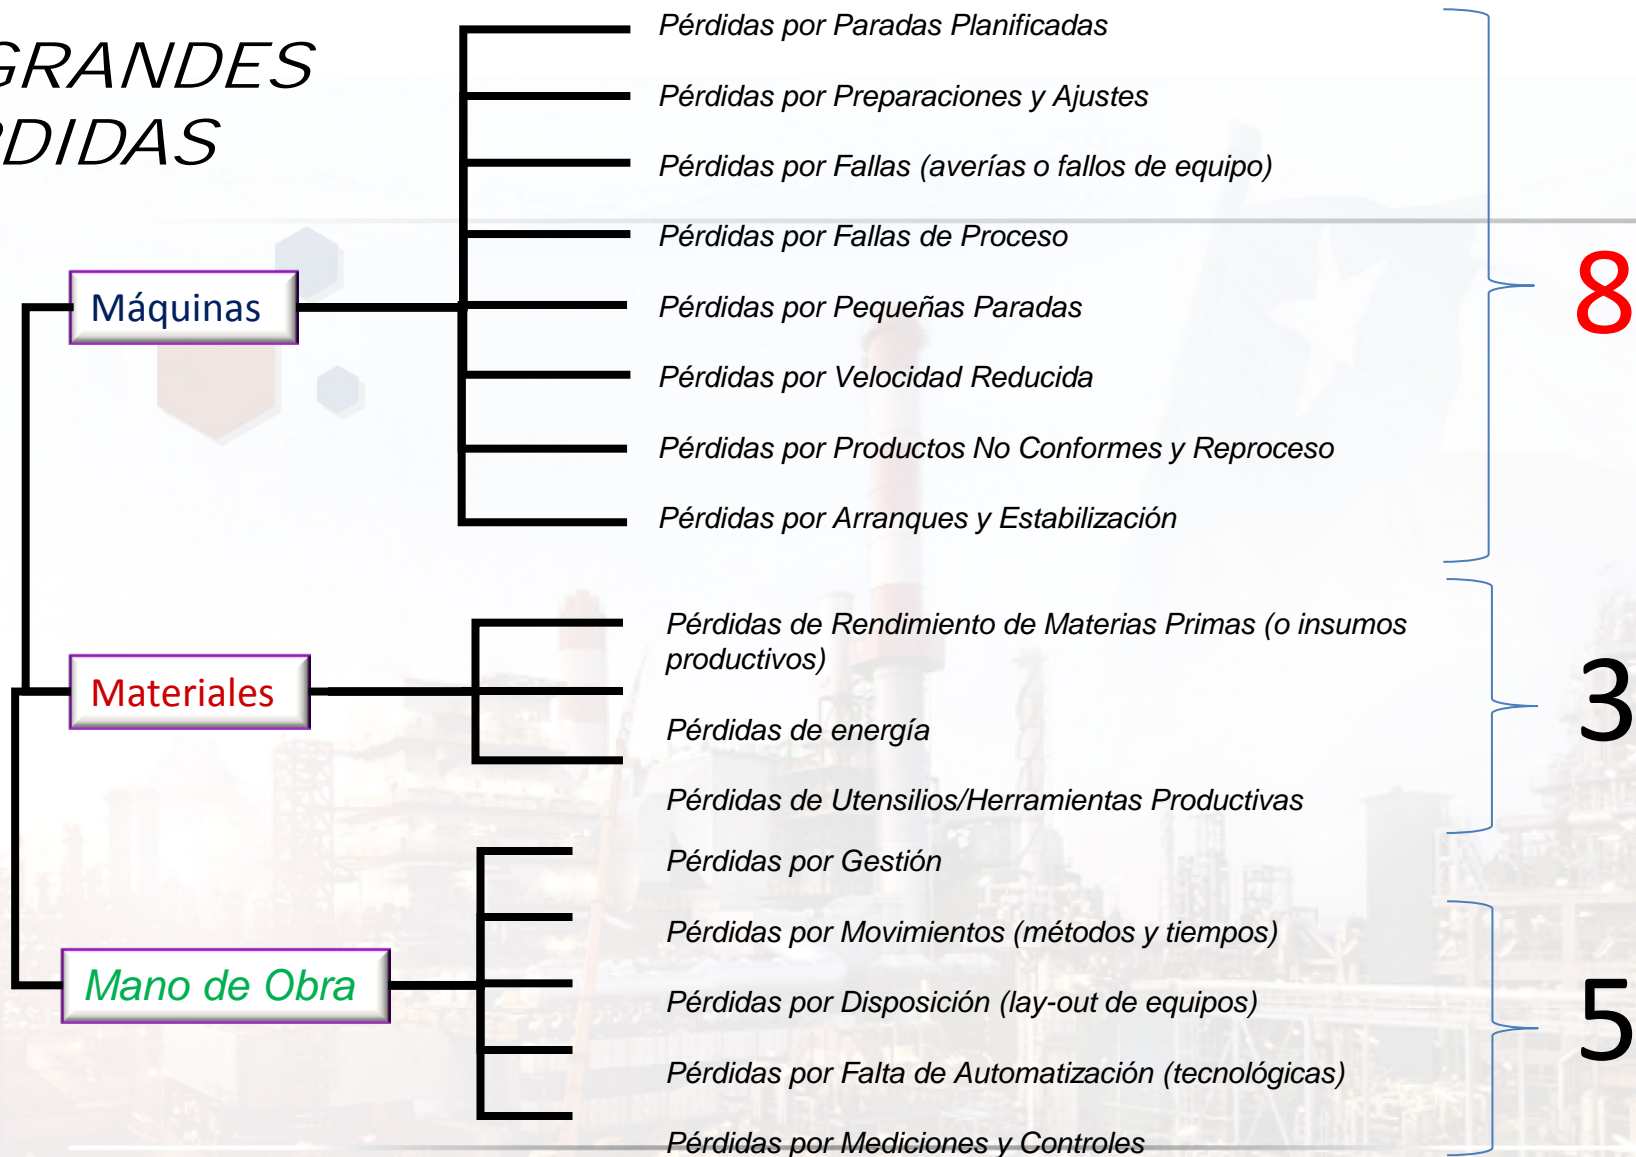 GRANDES
RDIDAS
Máquinas
Pérdidas por Paradas Planificadas
Pérdidas por Preparaciones y Ajustes
Pérdidas por Fallas (averías o fallos de equipo)
Pérdidas por Fallas de Proceso
Pérdidas por Pequeñas Paradas
Pérdidas por Velocidad Reducida
Pérdidas por Productos No Conformes y Reproceso
Pérdidas por Arranques y Estabilización
8
Materiales
Pérdidas de Rendimiento de Materias Primas (o insumos
productivos)
Pérdidas de energía
Pérdidas de Utensilios/Herramientas Productivas
3
Mano de Obra
Pérdidas por Gestión
Pérdidas por Movimientos (métodos y tiempos)
Pérdidas por Disposición (lay-out de equipos)
Pérdidas por Falta de Automatización (tecnológicas)
Pérdidas por Mediciones y Controles
5